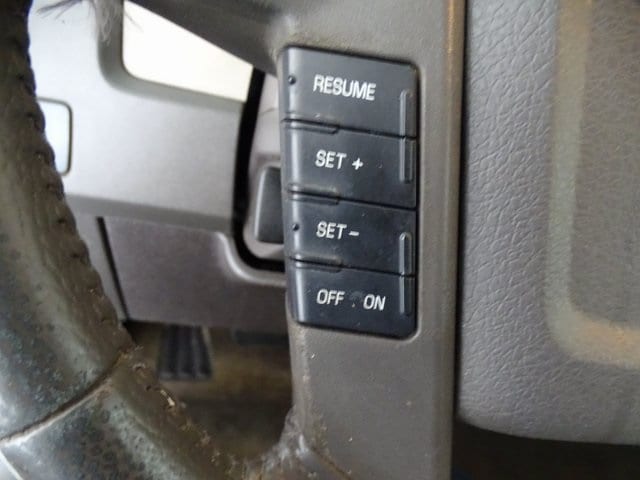 RESUME
SET +
SET -
OFF ON